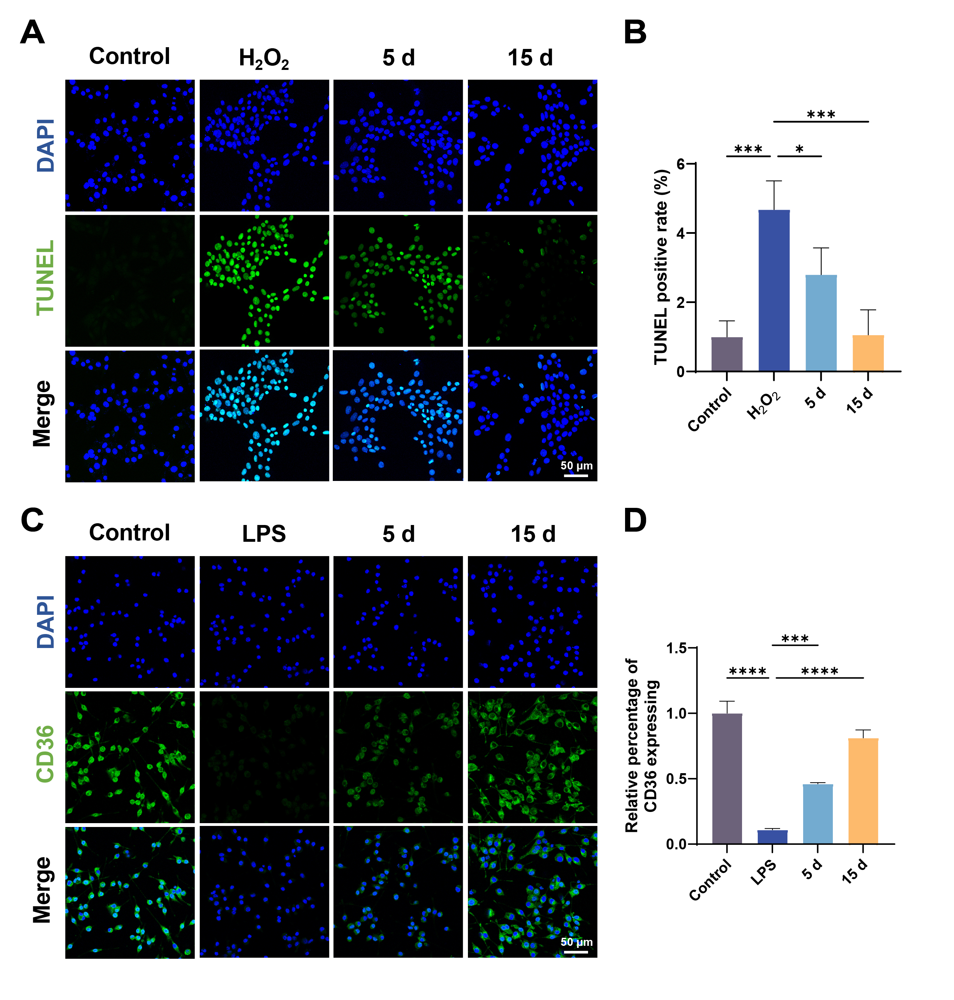 A
Control H₂O₂ 5 d 15 d
DAPI
TUNEL
Merge
50 µm
B
*** 
*** *
TUNEL positive rate (%)
6
4
2
0
Control H₂O₂ 5 d 15 d
C
Control LPS 5 d 15 d
DAPI
CD36
Merge
50 µm
D
***
**** ****
Relative percentage of
CD36 expressing
1.5
1.0
0.5
0.0
Control LPS 5 d 15 d